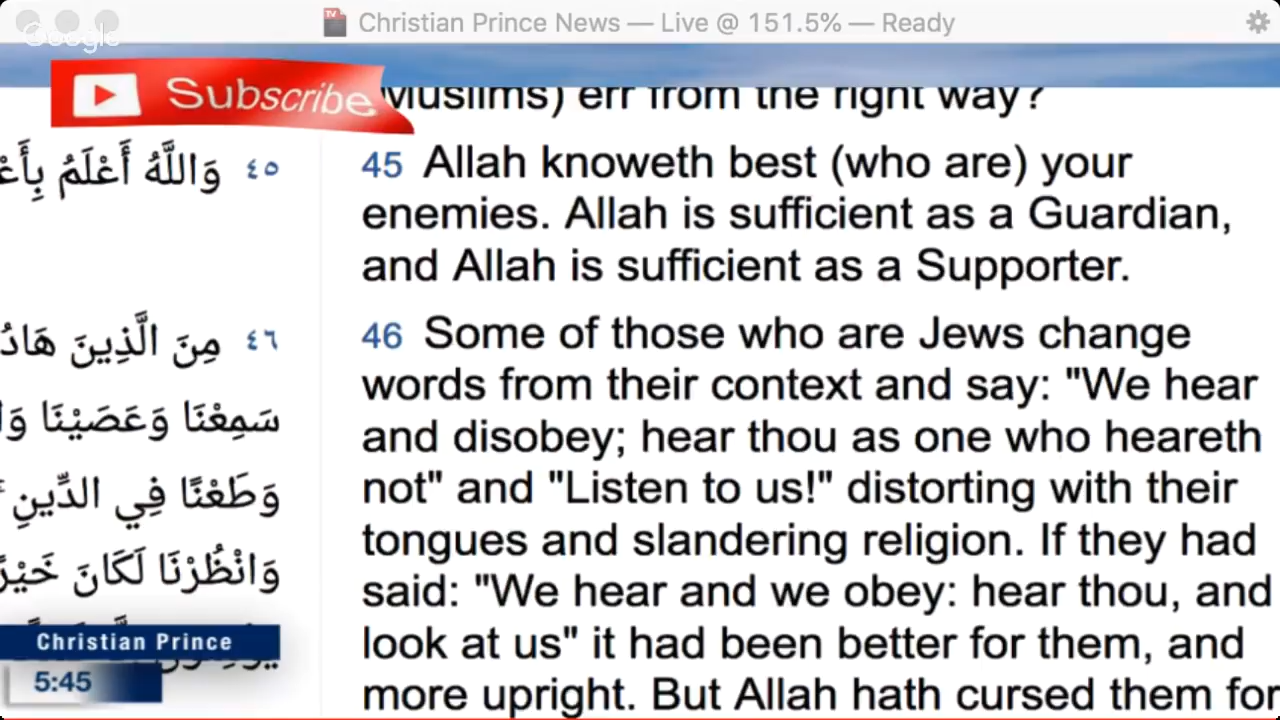 Christian Prince News — Live @ 151.5% — Ready
Google
Subscribe
Muslims) err from the right way?
٤٥ وَاللَّهُ أَعْلَمُ
45 Allah knoweth best (who are) your
enemies. Allah is sufficient as a Guardian,
and Allah is sufficient as a Supporter.
٤٦ مِنَ الَّذِينَ
سَمِعْنَا وَعَصَيْنَا
وَطَعْنًا فِي الدِّينِ
وَانْظُرْنَا لَكَانَ
46 Some of those who are Jews change
words from their context and say: "We hear
and disobey; hear thou as one who heareth
not" and "Listen to us!" distorting with their
tongues and slandering religion. If they had
said: "We hear and we obey: hear thou, and
look at us" it had been better for them, and
more upright. But Allah hath cursed them for
Christian Prince
5:45